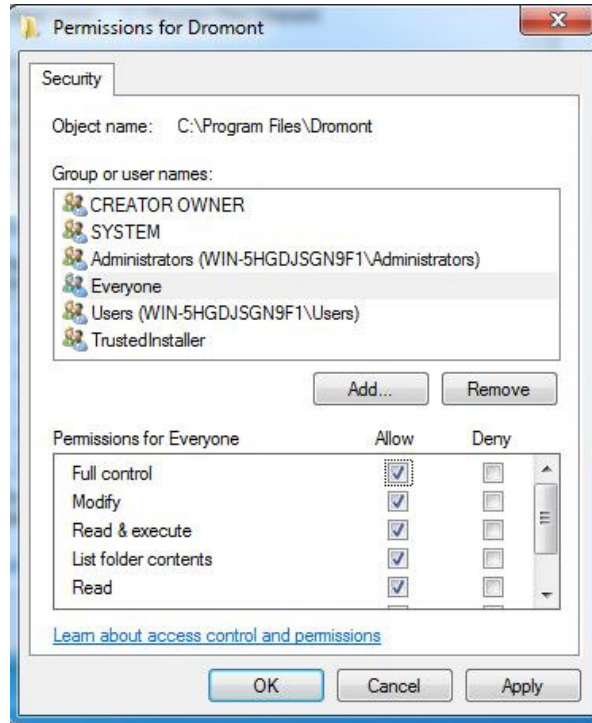 Permissions for Dromont
Security
Object name: C:\Program Files\Dromont
Group or user names:
CREATOR OWNER
SYSTEM
Administrators (WIN-5HGDJSGN9F1\Administrators)
Everyone
Users (WIN-5HGDJSGN9F1\Users)
TrustedInstaller
Add... Remove
Permissions for Everyone Allow Deny
Full control
Modify
Read & execute
List folder contents
Read
Learn about access control and permissions
OK Cancel Apply